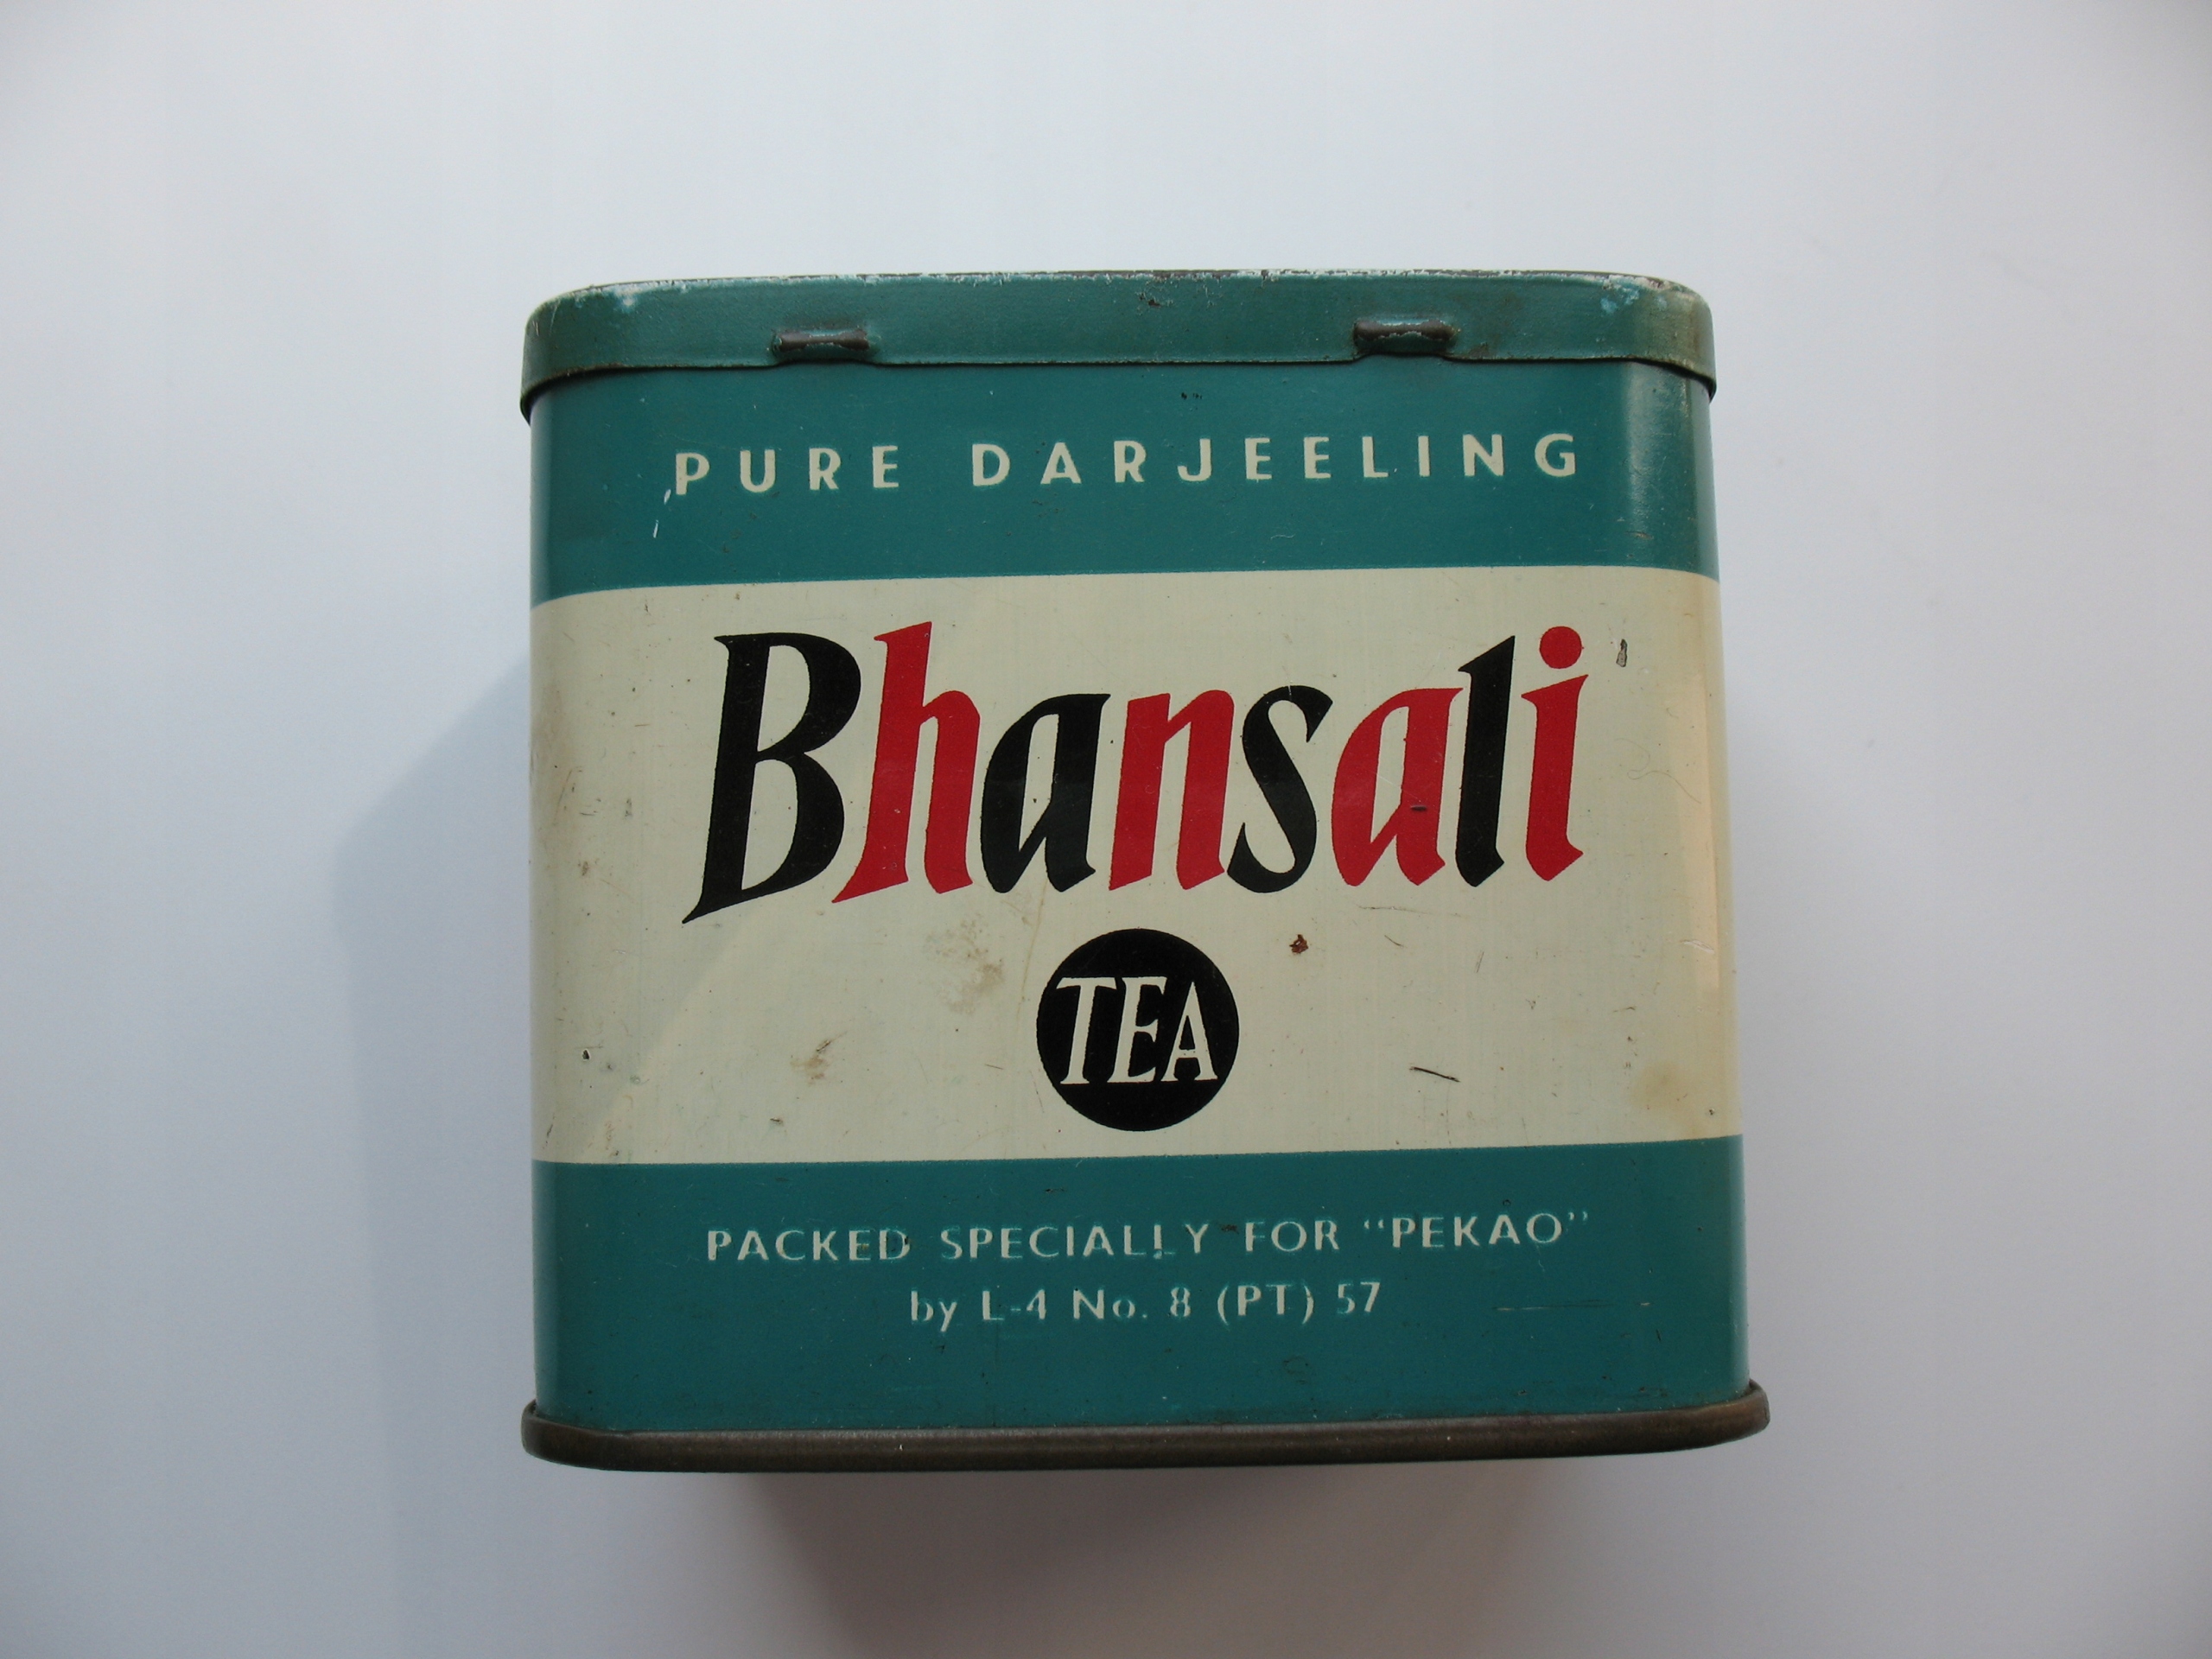 PURE DARJEELING
Bhansali
TEA
PACKED SPECIALLY FOR "PEKAO"
by L-4 No. 8 (PT) 57